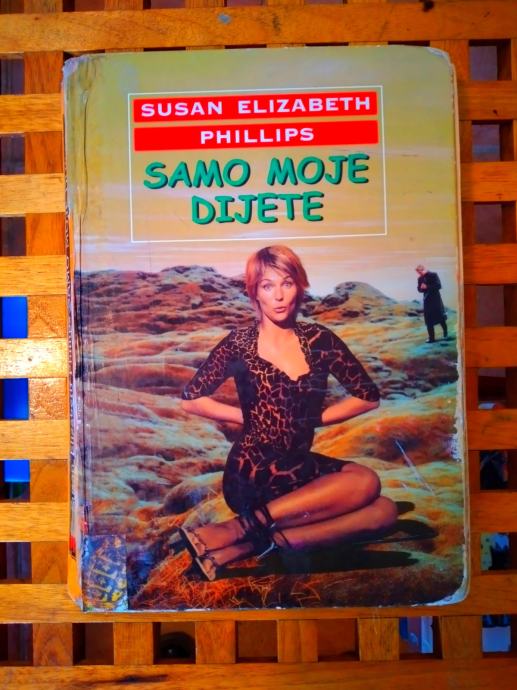 SUSAN ELIZABETH
PHILLIPS
SAMO MOJE
DIJETE